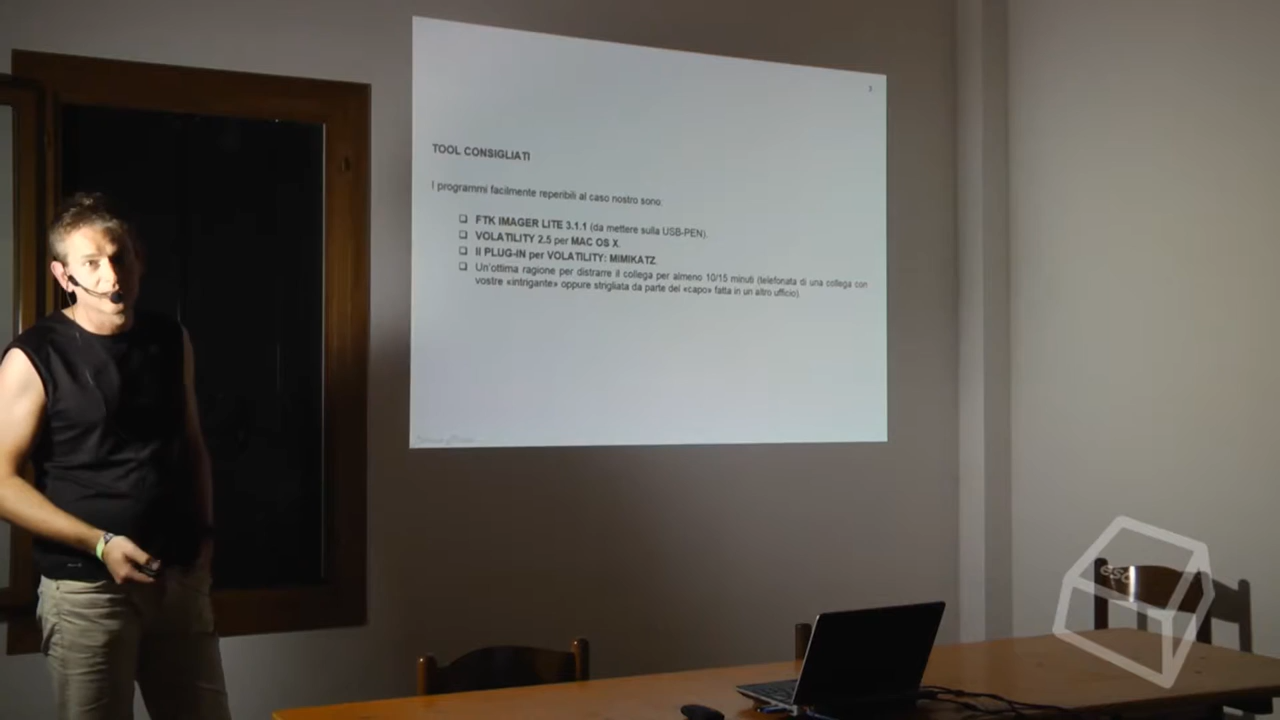 3
TOOL CONSIGLIATI
I programmi facilmente reperibili al caso nostro sono:
❑ FTK IMAGER LITE 3.1.1 (da mettere sulla USB-PEN).
❑ VOLATILITY 2.5 per MAC OS X.
❑ Il PLUG-IN per VOLATILITY: MIMIKATZ.
❑ Un'ottima ragione per distrarre il collega per almeno 10/15 minuti (telefonata di una collega con
vostre «intrigante» oppure strigliata da parte del «capo» fatta in un altro ufficio)
esc